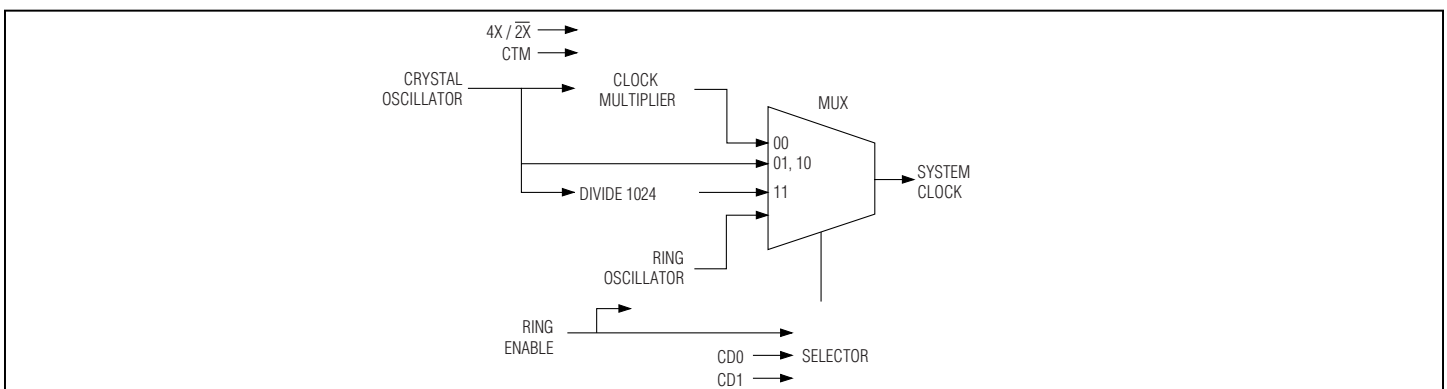 4X / 2X̅
CTM
CRYSTAL
OSCILLATOR
CLOCK
MULTIPLIER
MUX
00
01, 10
DIVIDE 1024
11
SYSTEM
CLOCK
RING
OSCILLATOR
RING
ENABLE
CD0
SELECTOR
CD1